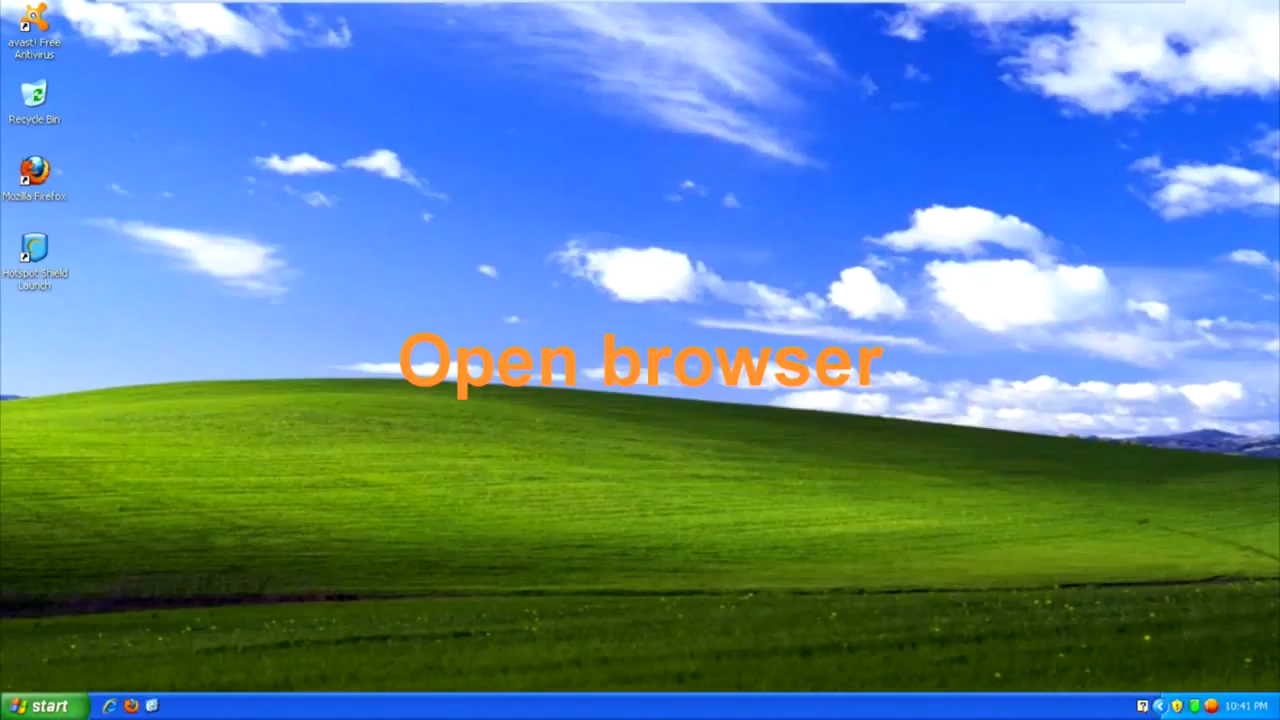 avast! Free
Antivirus
Recycle Bin
Mozilla Firefox
Hotspot Shield
Launch
Open browser
start
10:41 PM